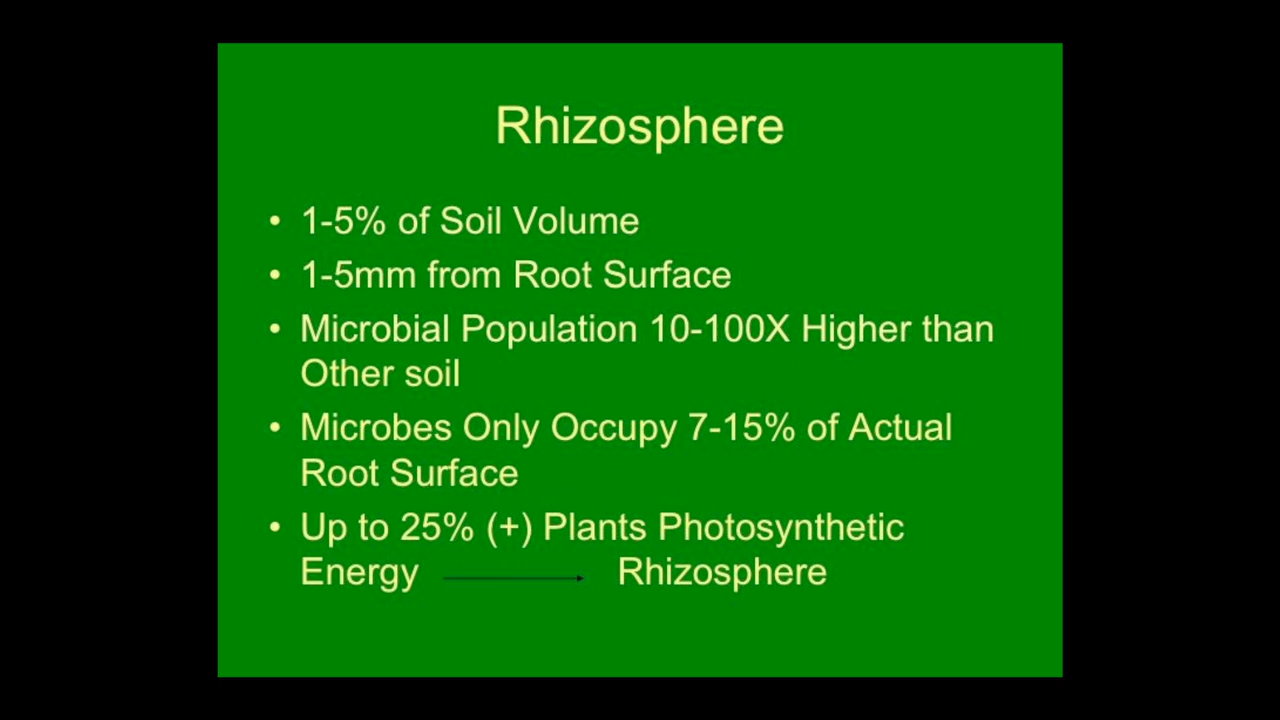 Rhizosphere
• 1-5% of Soil Volume
• 1-5mm from Root Surface
• Microbial Population 10-100X Higher than
Other soil
• Microbes Only Occupy 7-15% of Actual
Root Surface
• Up to 25% (+) Plants Photosynthetic
Energy → Rhizosphere